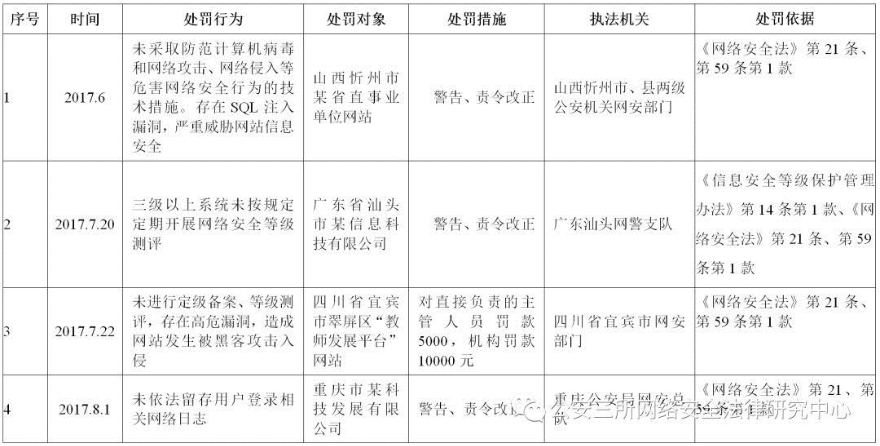 序号 时间 处罚行为 处罚对象 处罚措施 执法机关 处罚依据
1
2017.6
未采取防范计算机病毒
和网络攻击、网络侵入等
危害网络安全行为的技
术措施。存在 SQL 注入
漏洞，严重威胁网站信息
安全
山西忻州市
某省直事业
单位网站
警告、责令改正
山西忻州市、县两级
公安机关网安部门
《网络安全法》第 21 条、
第 59 条第 1 款
2
2017.7.20
三级以上系统未按规定
定期开展网络安全等级
测评
广东省汕头
市某信息科
技有限公司
警告、责令改正
广东汕头网警支队
《信息安全等级保护管理
办法》第 14 条第 1 款、《网
络安全法》第 21 条、第 59
条第 1 款
3
2017.7.22
未进行定级备案、等级测
评，存在高危漏洞，造成
网站发生被黑客攻击入
侵
四川省宜宾
市翠屏区“教
师发展平台”
网站
对直接负责的主
管人员罚款
5000，机构罚款
10000 元
四川省宜宾市网安
部门
《网络安全法》第 21 条、
第 59 条第 1 款
4
2017.8.1
未依法留存用户登录相
关网络日志
重庆市某科
技发展有限
公司
警告、责令改
重庆公安局网安总
队
《网络安全法》第 21、第
59 条第 1 款
公安三所网络安全法律研究中心